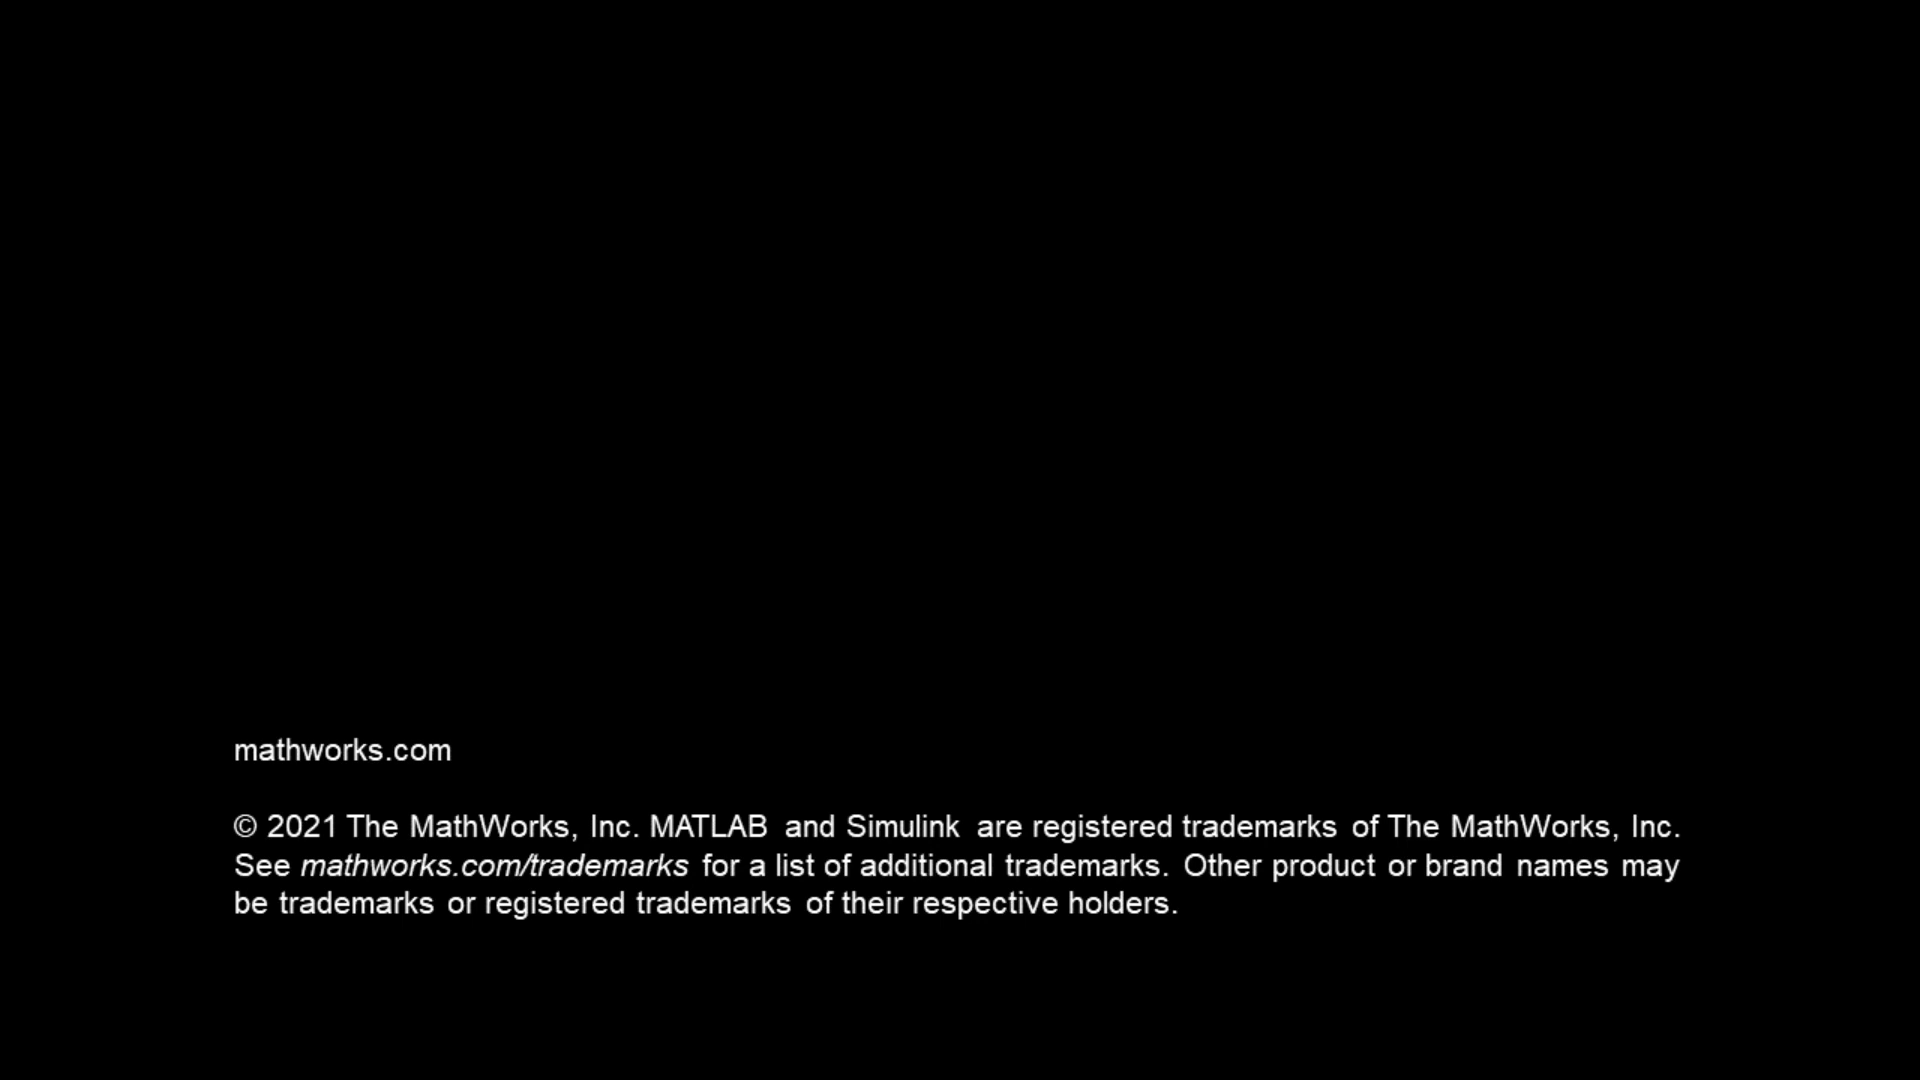 mathworks.com
© 2021 The MathWorks, Inc. MATLAB and Simulink are registered trademarks of The MathWorks, Inc.
See mathworks.com/trademarks for a list of additional trademarks. Other product or brand names may
be trademarks or registered trademarks of their respective holders.